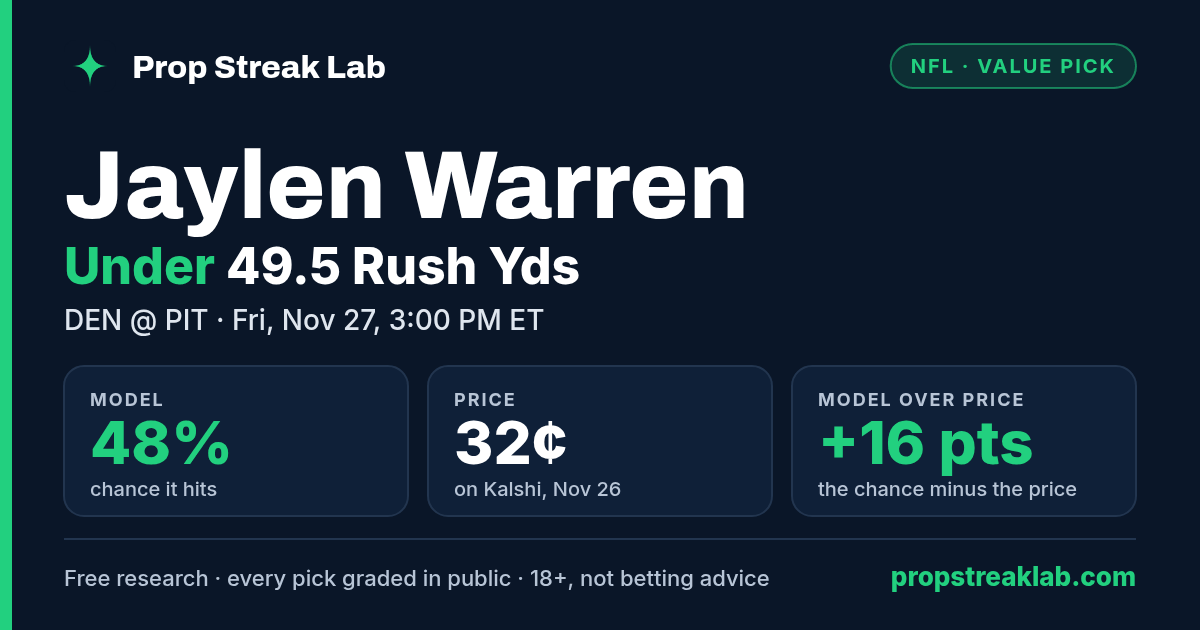 Prop Streak Lab
NFL · VALUE PICK
Jaylen Warren
Under 49.5 Rush Yds
DEN @ PIT · Fri, Nov 27, 3:00 PM ET
MODEL
48%
chance it hits
PRICE
32¢
on Kalshi, Nov 26
MODEL OVER PRICE
+16 pts
the chance minus the price
Free research · every pick graded in public · 18+, not betting advice
propstreaklab.com